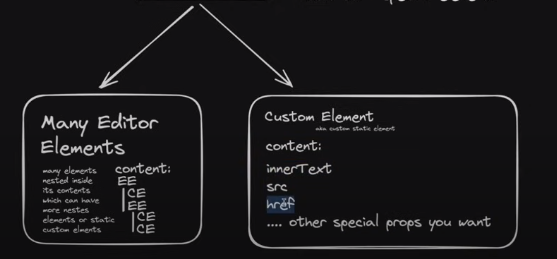 Many Editor
Elements
many elements
nested inside
its contents
which can have
more nestes
elements or static
custom elments
content:
EE
CE
EE
CE
CE
Custom Element
aka custom static element
content:
innerText
src
href
.... other special props you want